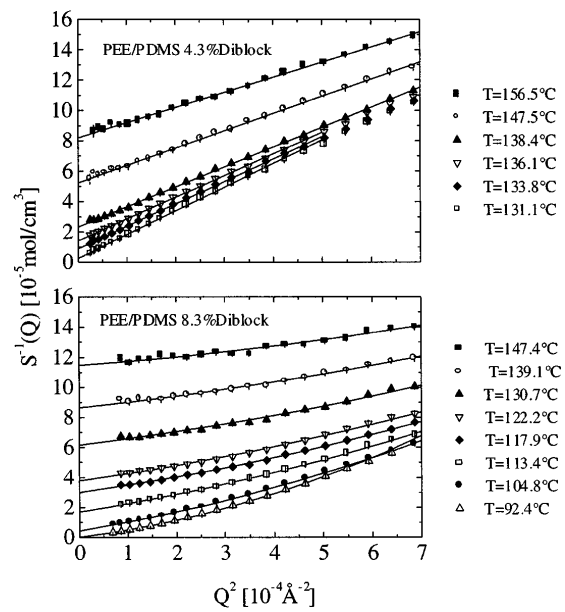 16
PEE/PDMS 4.3%Diblock
14
12
10
8
6
4
2
0
T=156.5°C
T=147.5°C
T=138.4°C
T=136.1°C
T=133.8°C
T=131.1°C
S⁻¹(Q) [10⁻⁵mol/cm³]
16
PEE/PDMS 8.3%Diblock
14
12
10
8
6
4
2
0
T=147.4°C
T=139.1°C
T=130.7°C
T=122.2°C
T=117.9°C
T=113.4°C
T=104.8°C
T=92.4°C
0 1 2 3 4 5 6 7
Q² [10⁻⁴Å⁻²]